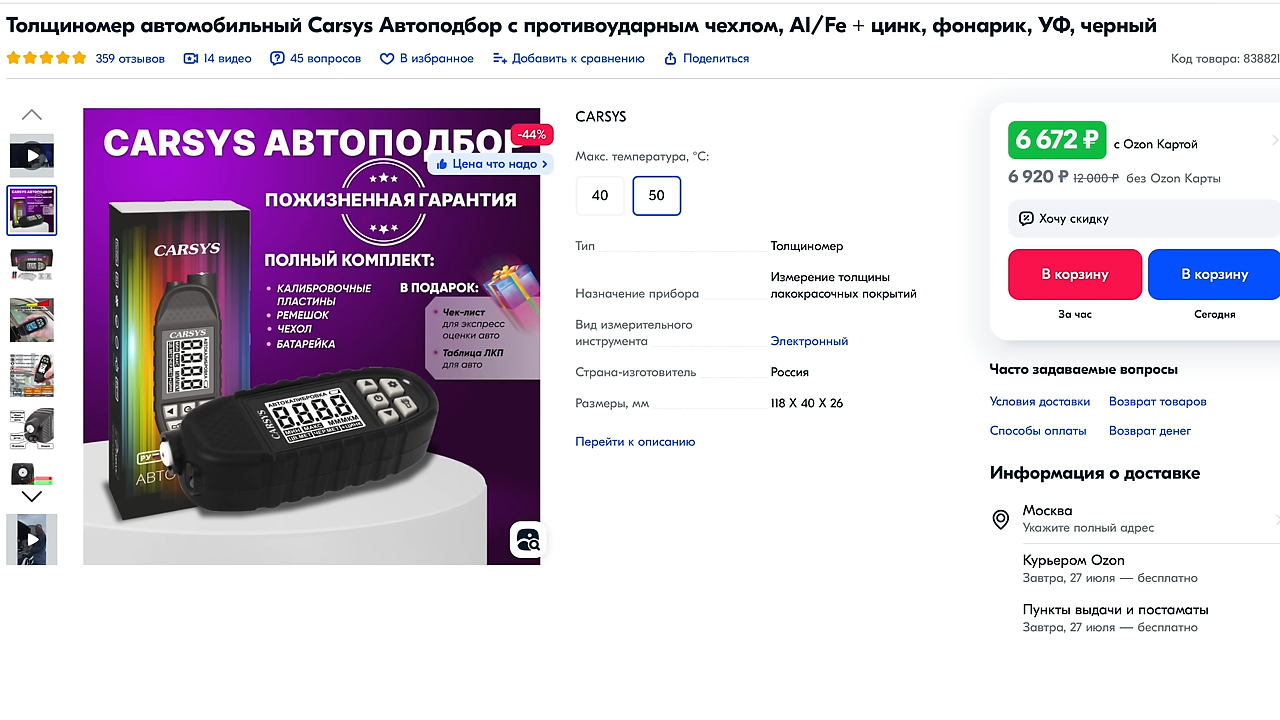 Толщиномер автомобильный Carsys Автоподбор с противоударным чехлом, Al/Fe + цинк, фонарик, УФ, черный
359 отзывов 14 видео 45 вопросов В избранное Добавить к сравнению Поделиться
Код товара: 838821
CARSYS АВТОПОДБОР
-44%
Цена что надо
ПОЖИЗНЕННАЯ ГАРАНТИЯ
ПОЛНЫЙ КОМПЛЕКТ:
• КАЛИБРОВОЧНЫЕ
ПЛАСТИНЫ
• РЕМЕШОК
• ЧЕХОЛ
• БАТАРЕЙКА
В ПОДАРОК:
• Чек-лист
для экспресс
оценки авто
• Таблица ЛКП
для авто
CARSYS
CARSYS
АВТОКАЛИБРОВКА
8.8.8.8
CARSYS
АВТО
CARSYS
Макс. температура, °C:
40 50
Тип Толщиномер
Назначение прибора Измерение толщины
лакокрасочных покрытий
Вид измерительного
инструмента Электронный
Страна-изготовитель Россия
Размеры, мм 118 X 40 X 26
Перейти к описанию
6 672 ₽ с Ozon Картой
6 920 ₽ 12 000 ₽ без Ozon Карты
Хочу скидку
В корзину В корзину
За час Сегодня
Часто задаваемые вопросы
Условия доставки Возврат товаров
Способы оплаты Возврат денег
Информация о доставке
Москва
Укажите полный адрес
Курьером Ozon
Завтра, 27 июля — бесплатно
Пункты выдачи и постаматы
Завтра, 27 июля — бесплатно